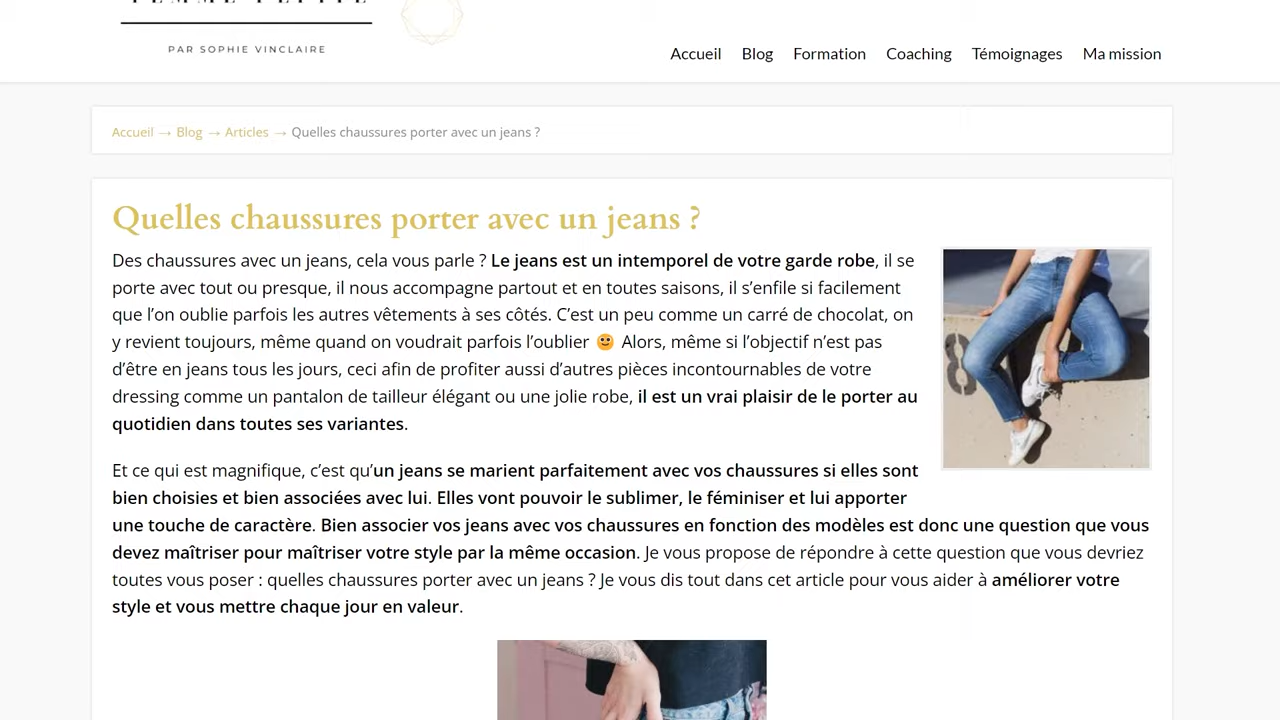 PAR SOPHIE VINCLAIRE
Accueil Blog Formation Coaching Témoignages Ma mission
Accueil → Blog → Articles → Quelles chaussures porter avec un jeans ?
Quelles chaussures porter avec un jeans ?
Des chaussures avec un jeans, cela vous parle ? Le jeans est un intemporel de votre garde robe, il se
porte avec tout ou presque, il nous accompagne partout et en toutes saisons, il s’enfile si facilement
que l’on oublie parfois les autres vêtements à ses côtés. C’est un peu comme un carré de chocolat, on
y revient toujours, même quand on voudrait parfois l’oublier 🙂 Alors, même si l’objectif n’est pas
d’être en jeans tous les jours, ceci afin de profiter aussi d’autres pièces incontournables de votre
dressing comme un pantalon de tailleur élégant ou une jolie robe, il est un vrai plaisir de le porter au
quotidien dans toutes ses variantes.
Et ce qui est magnifique, c’est qu’un jeans se marient parfaitement avec vos chaussures si elles sont
bien choisies et bien associées avec lui. Elles vont pouvoir le sublimer, le féminiser et lui apporter
une touche de caractère. Bien associer vos jeans avec vos chaussures en fonction des modèles est donc une question que vous
devez maîtriser pour maîtriser votre style par la même occasion. Je vous propose de répondre à cette question que vous devriez
toutes vous poser : quelles chaussures porter avec un jeans ? Je vous dis tout dans cet article pour vous aider à améliorer votre
style et vous mettre chaque jour en valeur.
8